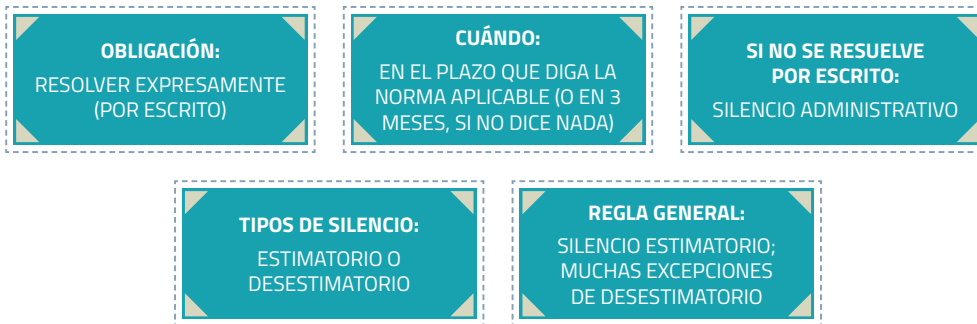 OBLIGACIÓN:
RESOLVER EXPRESAMENTE
(POR ESCRITO)
CUÁNDO:
EN EL PLAZO QUE DIGA LA
NORMA APLICABLE (O EN 3
MESES, SI NO DICE NADA)
SI NO SE RESUELVE
POR ESCRITO:
SILENCIO ADMINISTRATIVO
TIPOS DE SILENCIO:
ESTIMATORIO O
DESESTIMATORIO
REGLA GENERAL:
SILENCIO ESTIMATORIO;
MUCHAS EXCEPCIONES
DE DESESTIMATORIO